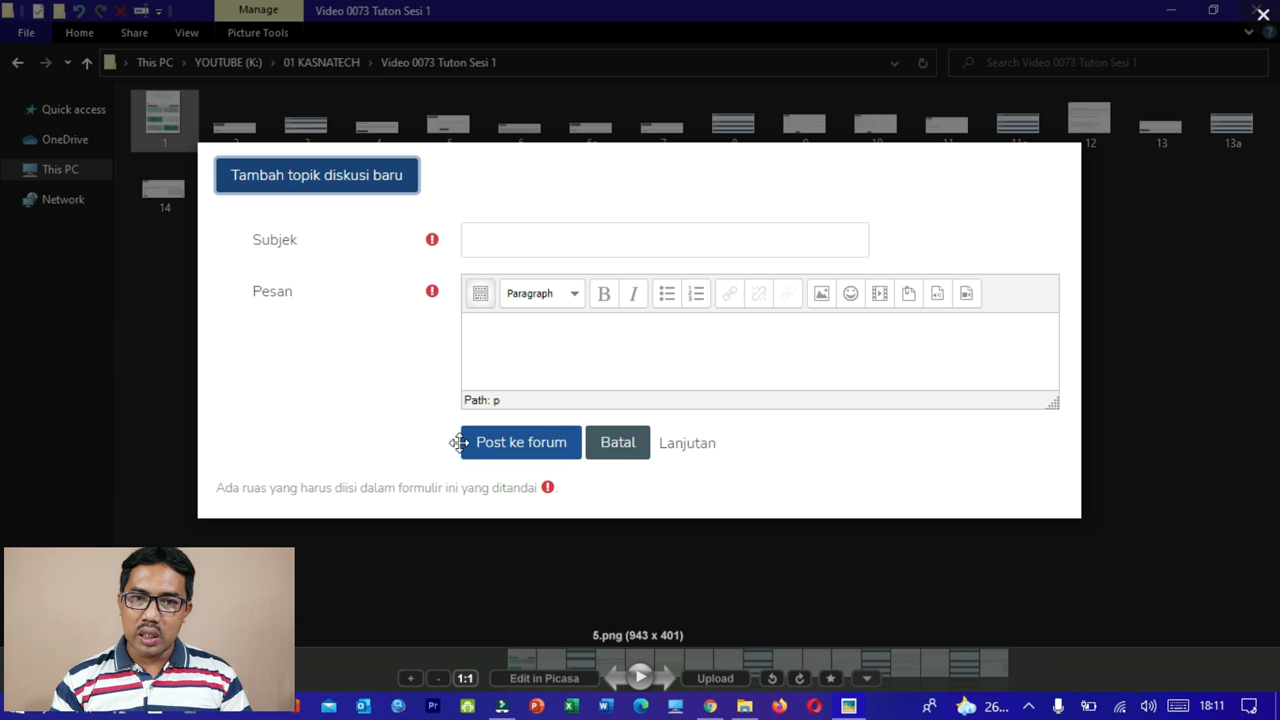 Manage
Video 0073 Tuton Sesi 1
File
Home
Share
View
Picture Tools
This PC
YOUTUBE (K:)
01 KASNATECH
Video 0073 Tuton Sesi 1
Search Video 0073 Tuton Sesi 1
Quick access
OneDrive
This PC
Network
1
12
13
13a
14
Tambah topik diskusi baru
Subjek
Pesan
Paragraph
B
I
Path: p
Post ke forum
Batal
Lanjutan
Ada ruas yang harus diisi dalam formulir ini yang ditandai
5.png (943 x 401)
+
-
1:1
Edit in Picasa
Upload
26...
18:11